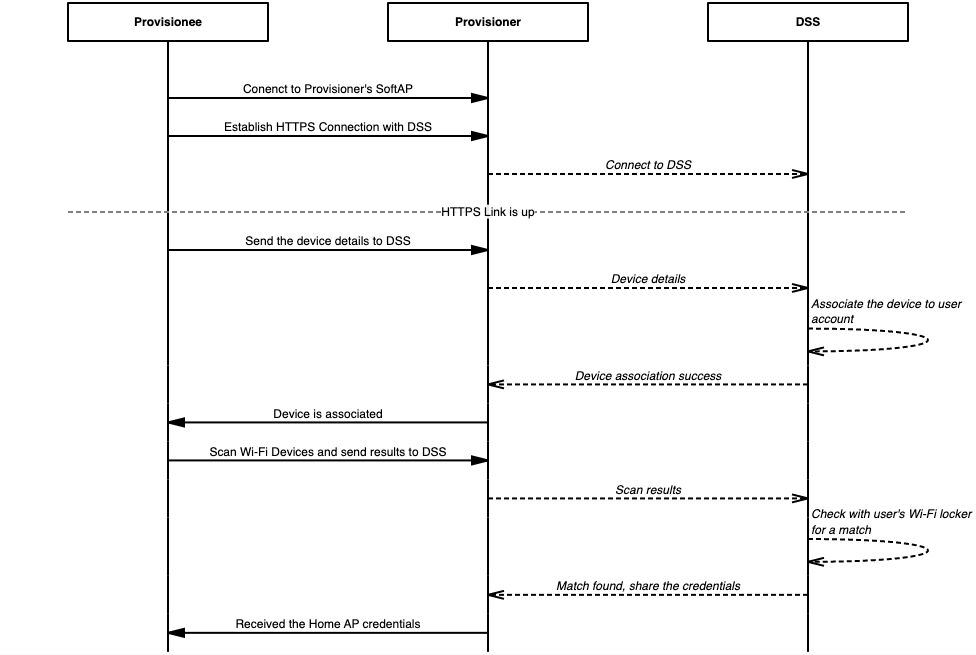 Provisionee
Provisioner
DSS
Conenct to Provisioner's SoftAP
Establish HTTPS Connection with DSS
Connect to DSS
HTTPS Link is up
Send the device details to DSS
Device details
Associate the device to user
account
Device association success
Device is associated
Scan Wi-Fi Devices and send results to DSS
Scan results
Check with user's Wi-Fi locker
for a match
Match found, share the credentials
Received the Home AP credentials